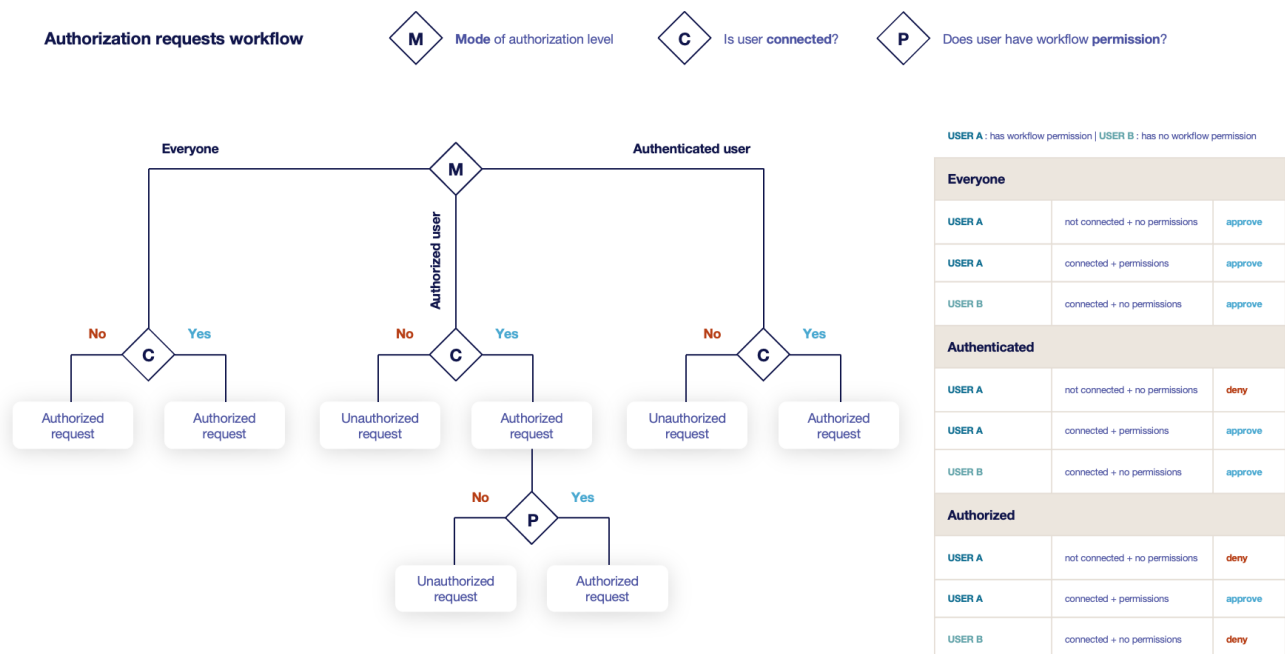 Authorization requests workflow
M
Mode of authorization level
C
Is user connected?
P
Does user have workflow permission?
Everyone
M
Authenticated user
Authorized user
No
C
Yes
Authorized
request
Authorized
request
No
C
Yes
Unauthorized
request
Authorized
request
No
C
Yes
Unauthorized
request
Authorized
request
No
P
Yes
Unauthorized
request
Authorized
request
USER A : has workflow permission | USER B : has no workflow permission
Everyone
USER A not connected + no permissions approve
USER A connected + permissions approve
USER B connected + no permissions approve
Authenticated
USER A not connected + no permissions deny
USER A connected + permissions approve
USER B connected + no permissions approve
Authorized
USER A not connected + no permissions deny
USER A connected + permissions approve
USER B connected + no permissions deny